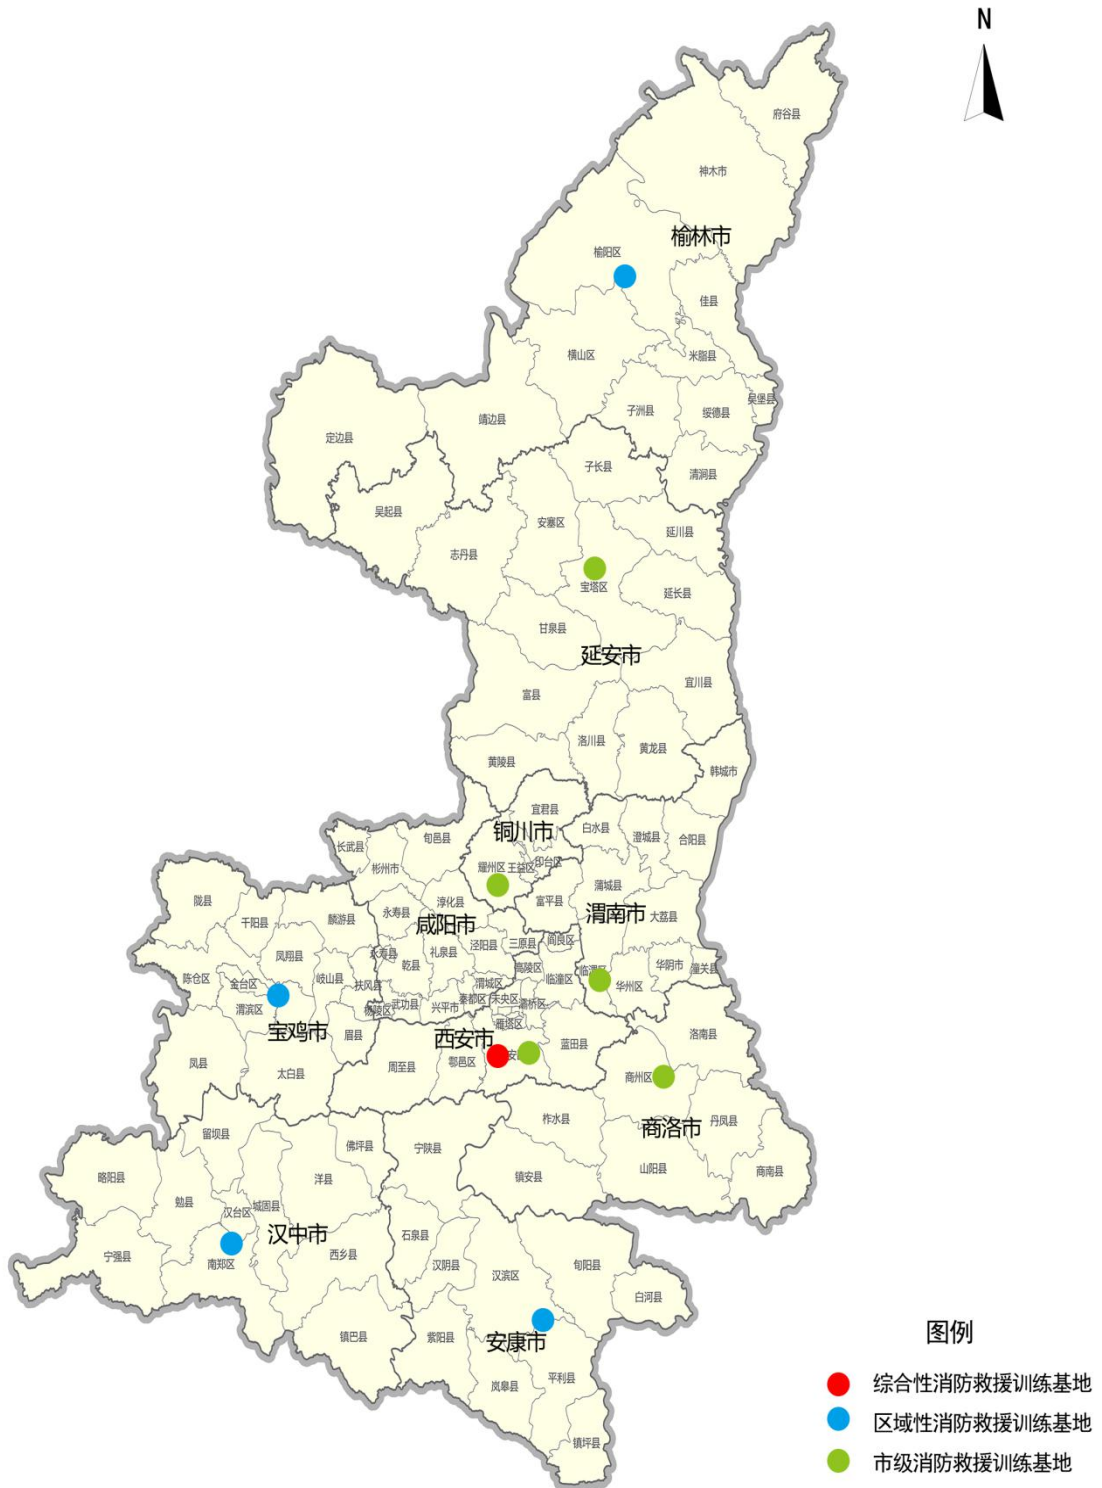 N
府谷县
神木市
榆林市
榆阳区
佳县
横山区
米脂县
吴堡县
子洲县
绥德县
靖边县
定边县
子长县
清涧县
吴起县
安塞区
延川县
志丹县
宝塔区
延长县
甘泉县
延安市
宜川县
富县
洛川县
黄龙县
黄陵县
韩城市
宜君县
铜川市
白水县
澄城县
合阳县
旬邑县
长武县
彬州市
印台区
耀州区
王益区
蒲城县
陇县
淳化县
富平县
渭南市
大荔县
永寿县
麟游县
千阳县
咸阳市
三原县
阎良区
泾阳县
礼泉县
永寿县
凤翔县
乾县
高陵区
临渭区
华阴市
潼关县
陈仓区
金台区
岐山县
扶风县
渭城区
临潼区
华州区
渭滨区
杨陵区
武功县
兴平市
秦都区
未央区
灞桥区
宝鸡市
眉县
西安市
雁塔区
蓝田县
洛南县
凤县
太白县
周至县
鄠邑区
安
商州区
柞水县
丹凤县
商洛市
留坝县
佛坪县
宁陕县
山阳县
商南县
略阳县
洋县
镇安县
勉县
汉台区
城固县
汉中市
石泉县
宁强县
南郑区
西乡县
汉阴县
汉滨区
旬阳县
白河县
镇巴县
紫阳县
安康市
岚皋县
平利县
镇坪县
图例
综合性消防救援训练基地
区域性消防救援训练基地
市级消防救援训练基地